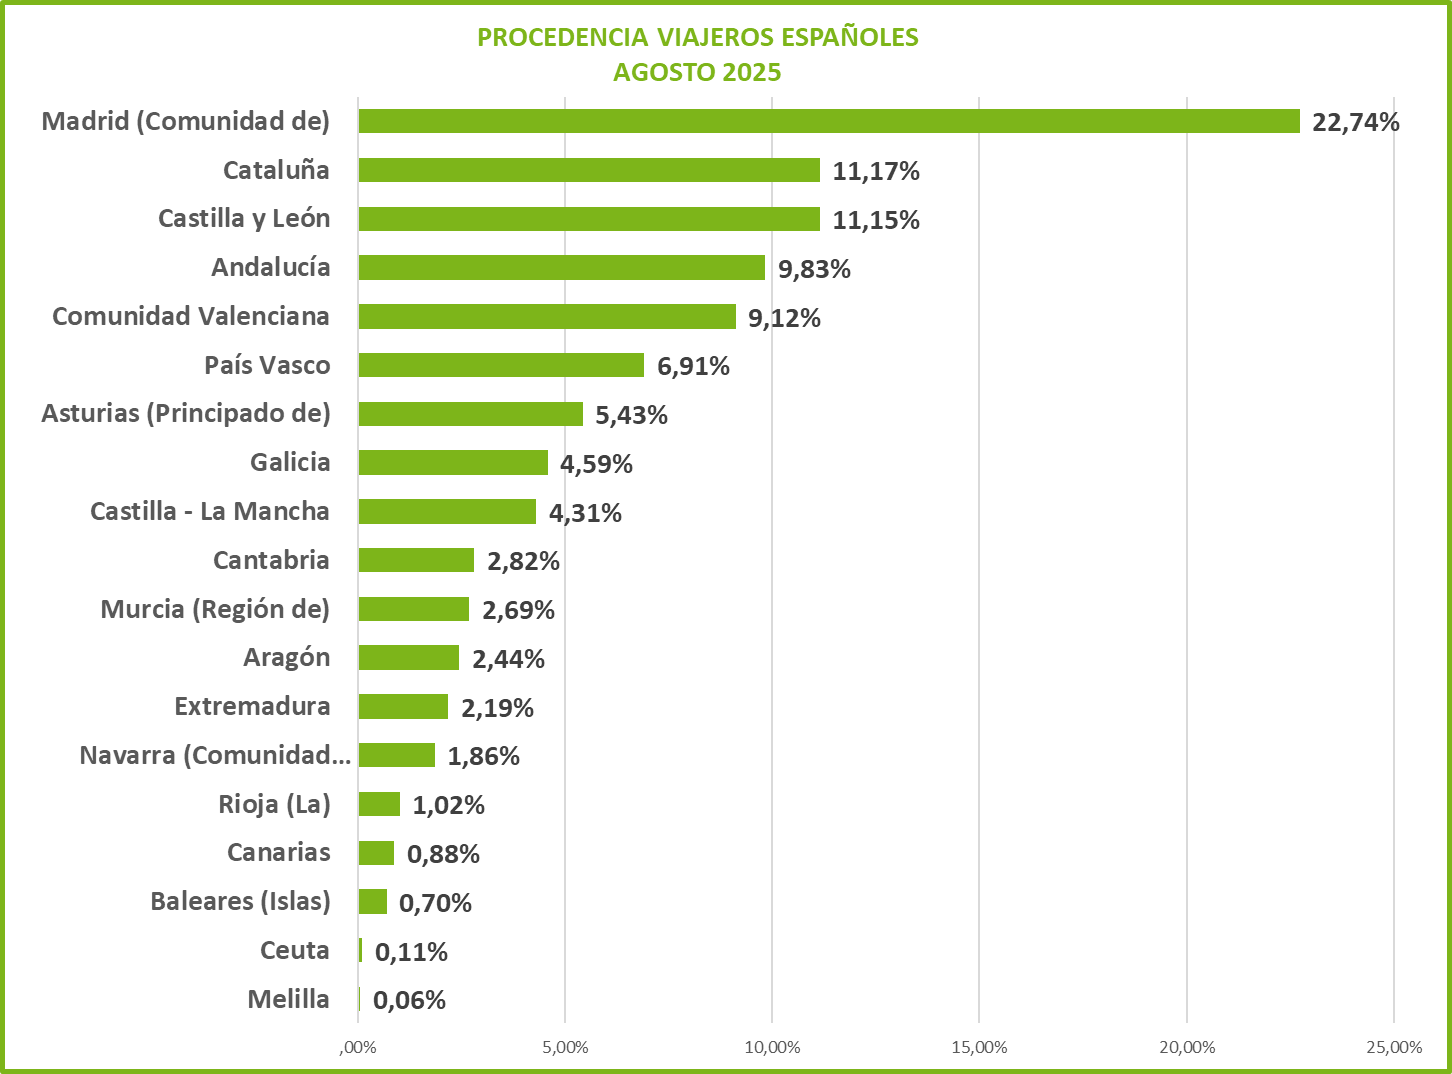 PROCEDENCIA VIAJEROS ESPAÑOLES
AGOSTO 2025
Madrid (Comunidad de) 22,74%
Cataluña 11,17%
Castilla y León 11,15%
Andalucía 9,83%
Comunidad Valenciana 9,12%
País Vasco 6,91%
Asturias (Principado de) 5,43%
Galicia 4,59%
Castilla - La Mancha 4,31%
Cantabria 2,82%
Murcia (Región de) 2,69%
Aragón 2,44%
Extremadura 2,19%
Navarra (Comunidad... 1,86%
Rioja (La) 1,02%
Canarias 0,88%
Baleares (Islas) 0,70%
Ceuta 0,11%
Melilla 0,06%
,00% 5,00% 10,00% 15,00% 20,00% 25,00%